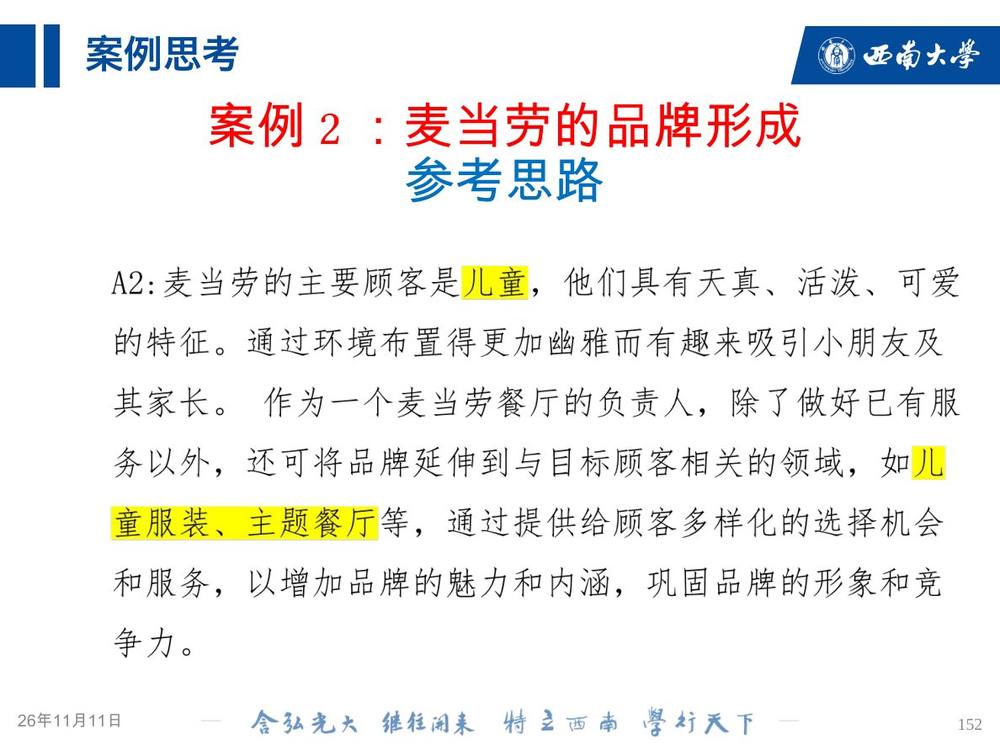 案例思考
西南大学
案例 2 ：麦当劳的品牌形成
参考思路
A2:麦当劳的主要顾客是儿童，他们具有天真、活泼、可爱
的特征。通过环境布置得更加幽雅而有趣来吸引小朋友及
其家长。 作为一个麦当劳餐厅的负责人，除了做好已有服
务以外，还可将品牌延伸到与目标顾客相关的领域，如儿
童服装、主题餐厅等，通过提供给顾客多样化的选择机会
和服务，以增加品牌的魅力和内涵，巩固品牌的形象和竞
争力。
26年11月11日
含弘光大 继往开来 特立西南 学行天下
152